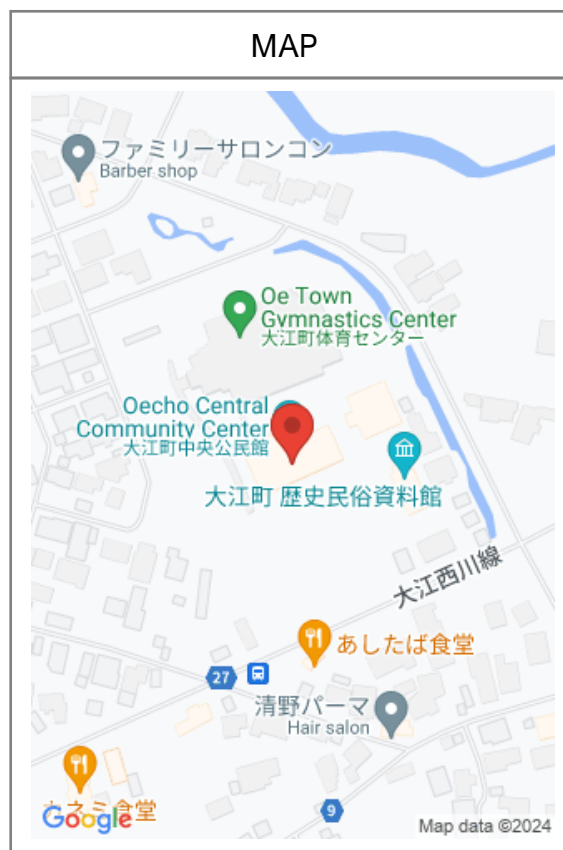 MAP
ファミリーサロンコン
Barber shop
Oe Town
Gymnastics Center
大江町体育センター
Oecho Central
Community Center
大江町中央公民館
大江町 歴史民俗資料館
大江西川線
あしたば食堂
27
清野パーマ
Hair salon
食堂
Google
9
Map data ©2024